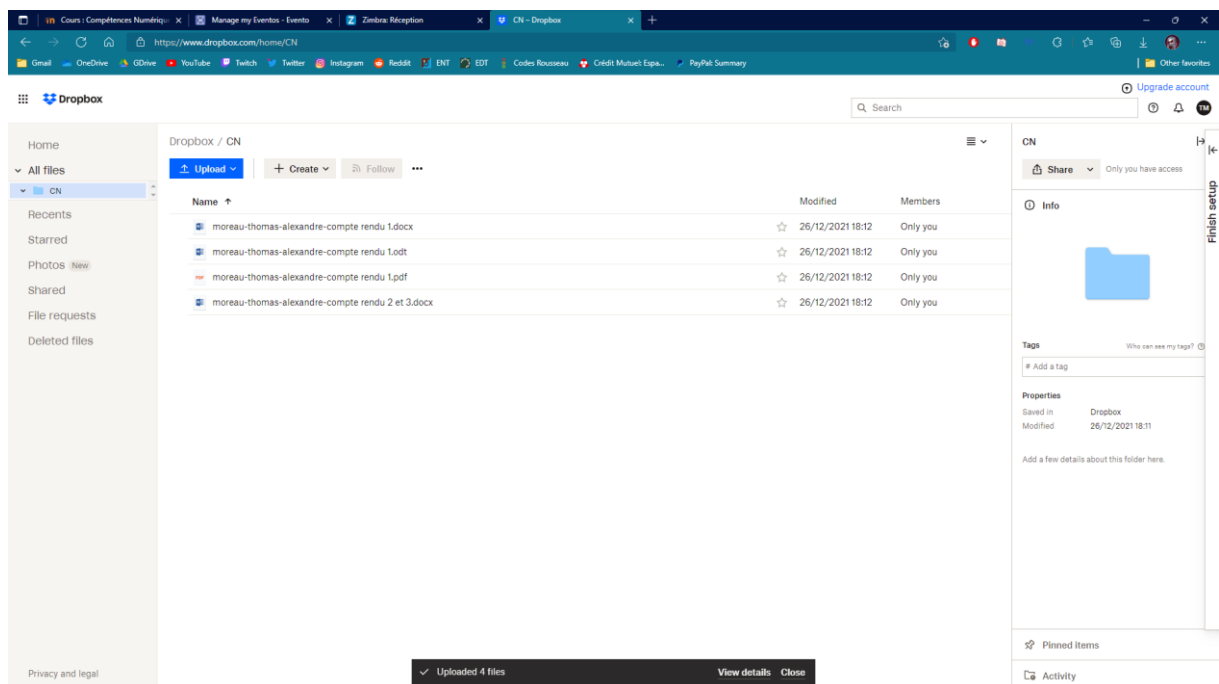 Cours : Compétences Numériqu
Manage my Eventos - Evento
Zimbra: Réception
CN – Dropbox
https://www.dropbox.com/home/CN
Gmail OneDrive GDrive YouTube Twitch Twitter Instagram Reddit ENT EDT Codes Rousseau Crédit Mutuel: Espa... PayPal: Summary Other favorites
Upgrade account
Dropbox
Search
TM
Home
All files
CN
Recents
Starred
Photos New
Shared
File requests
Deleted files
Privacy and legal
Dropbox / CN
Upload Create Follow
Name Modified Members
moreau-thomas-alexandre-compte rendu 1.docx 26/12/2021 18:12 Only you
moreau-thomas-alexandre-compte rendu 1.odt 26/12/2021 18:12 Only you
PDF moreau-thomas-alexandre-compte rendu 1.pdf 26/12/2021 18:12 Only you
moreau-thomas-alexandre-compte rendu 2 et 3.docx 26/12/2021 18:12 Only you
Uploaded 4 files View details Close
CN
Share Only you have access
Info
Tags Who can see my tags?
# Add a tag
Properties
Saved in Dropbox
Modified 26/12/2021 18:11
Add a few details about this folder here.
Pinned items
Activity
Finish setup